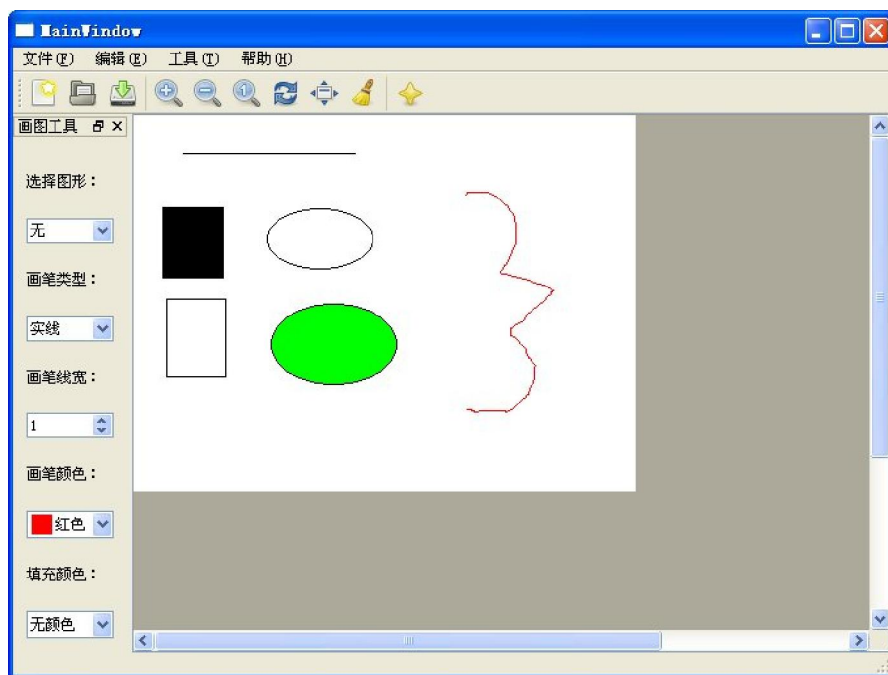 MainWindow
文件(F) 编辑(E) 工具(T) 帮助(H)
画图工具
选择图形：
无
画笔类型：
实线
画笔线宽：
1
画笔颜色：
红色
填充颜色：
无颜色